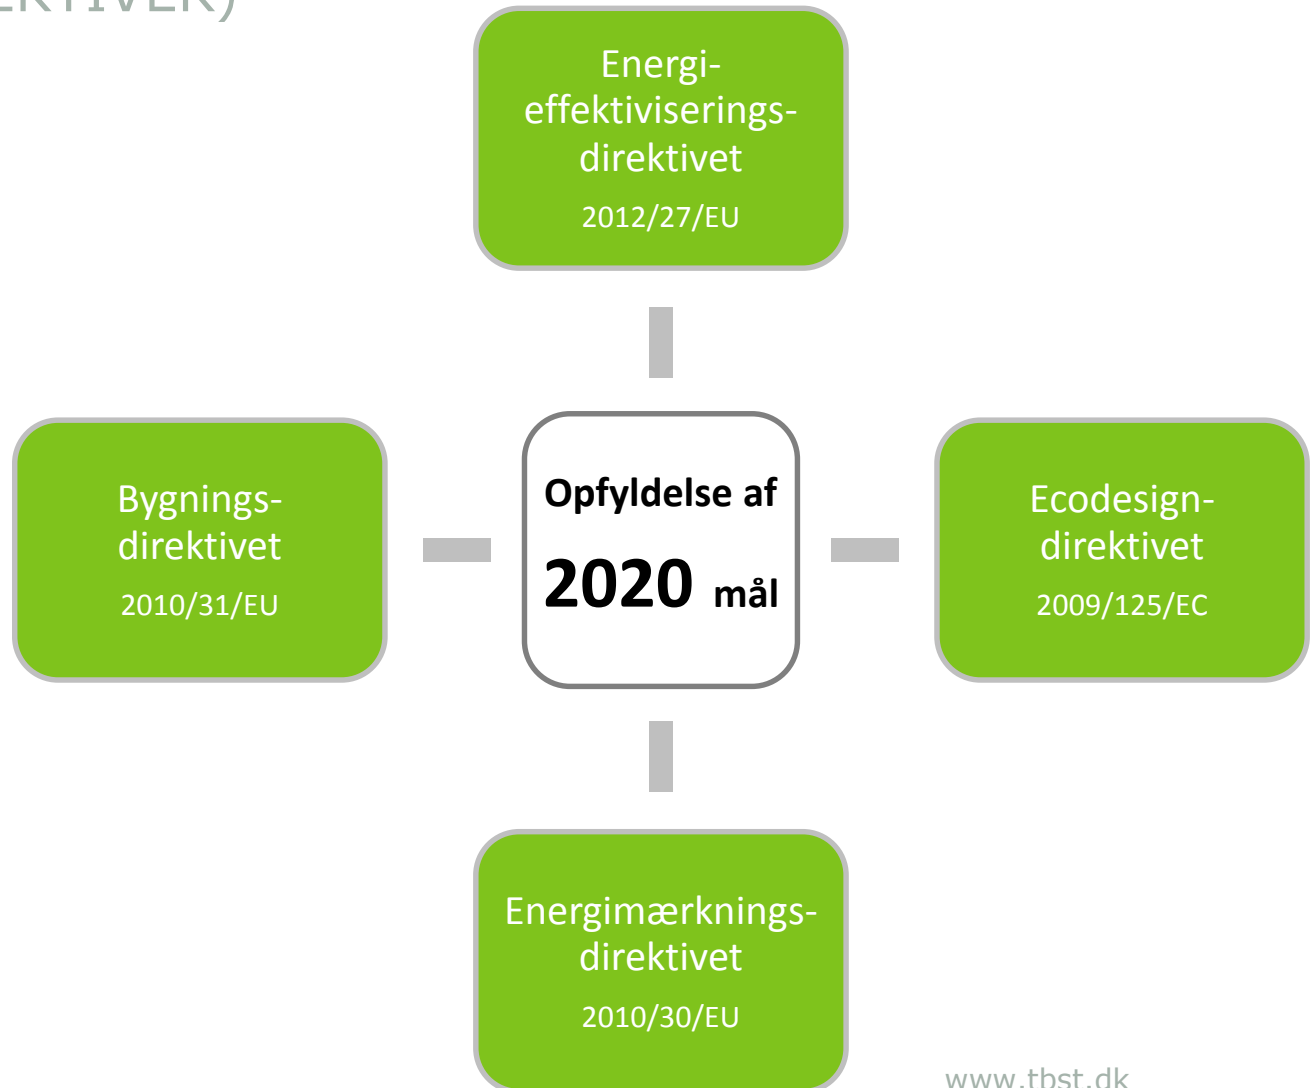 Energi-
effektiviserings-
direktivet
2012/27/EU
Bygnings-
direktivet
2010/31/EU
Opfyldelse af
2020 mål
Ecodesign-
direktivet
2009/125/EC
Energimærknings-
direktivet
2010/30/EU
www.tbst.dk